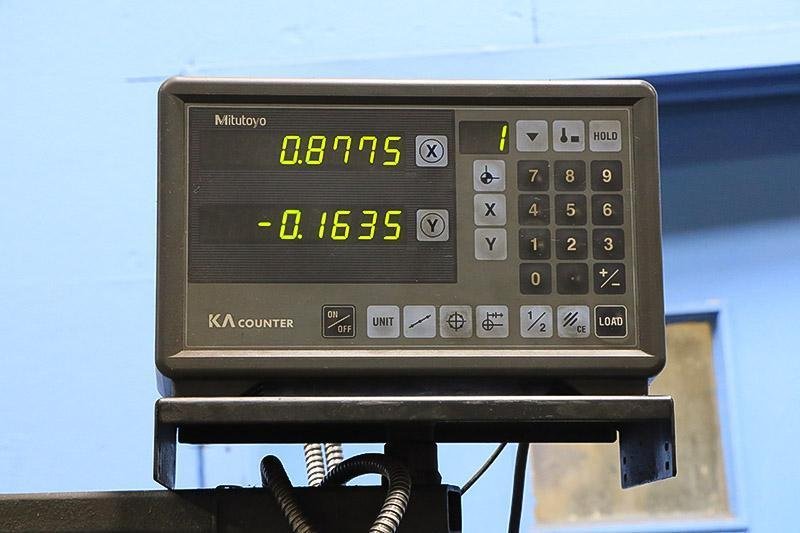 Mitutoyo
0.8775 X
-0.1635 Y
1 HOLD
7 8 9
X 4 5 6
Y 1 2 3
0 . +/−
KA COUNTER
ON/OFF UNIT 1/2 CE LOAD